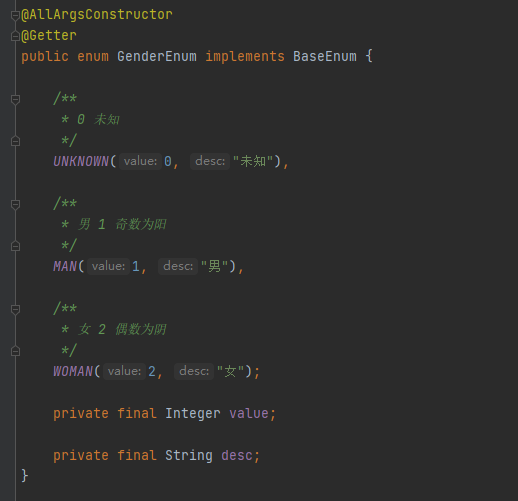 @AllArgsConstructor
@Getter
public enum GenderEnum implements BaseEnum {
/**
* 0 未知
*/
UNKNOWN( value: 0, desc: "未知"),
/**
* 男 1 奇数为阳
*/
MAN( value: 1, desc: "男"),
/**
* 女 2 偶数为阴
*/
WOMAN( value: 2, desc: "女");
private final Integer value;
private final String desc;
}